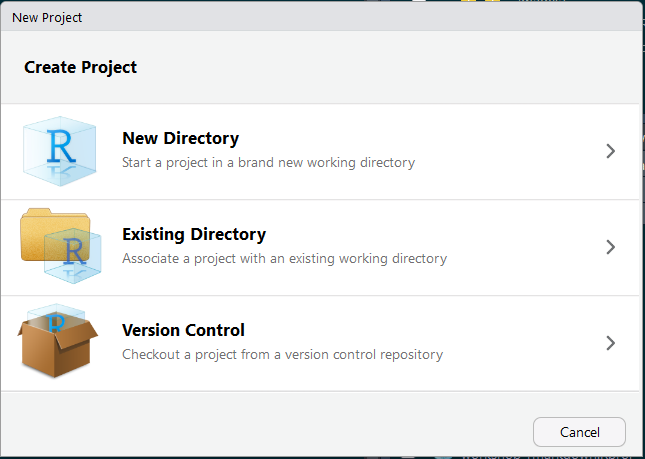 New Project
Create Project
R
New Directory
Start a project in a brand new working directory
R
Existing Directory
Associate a project with an existing working directory
R
Version Control
Checkout a project from a version control repository
Cancel